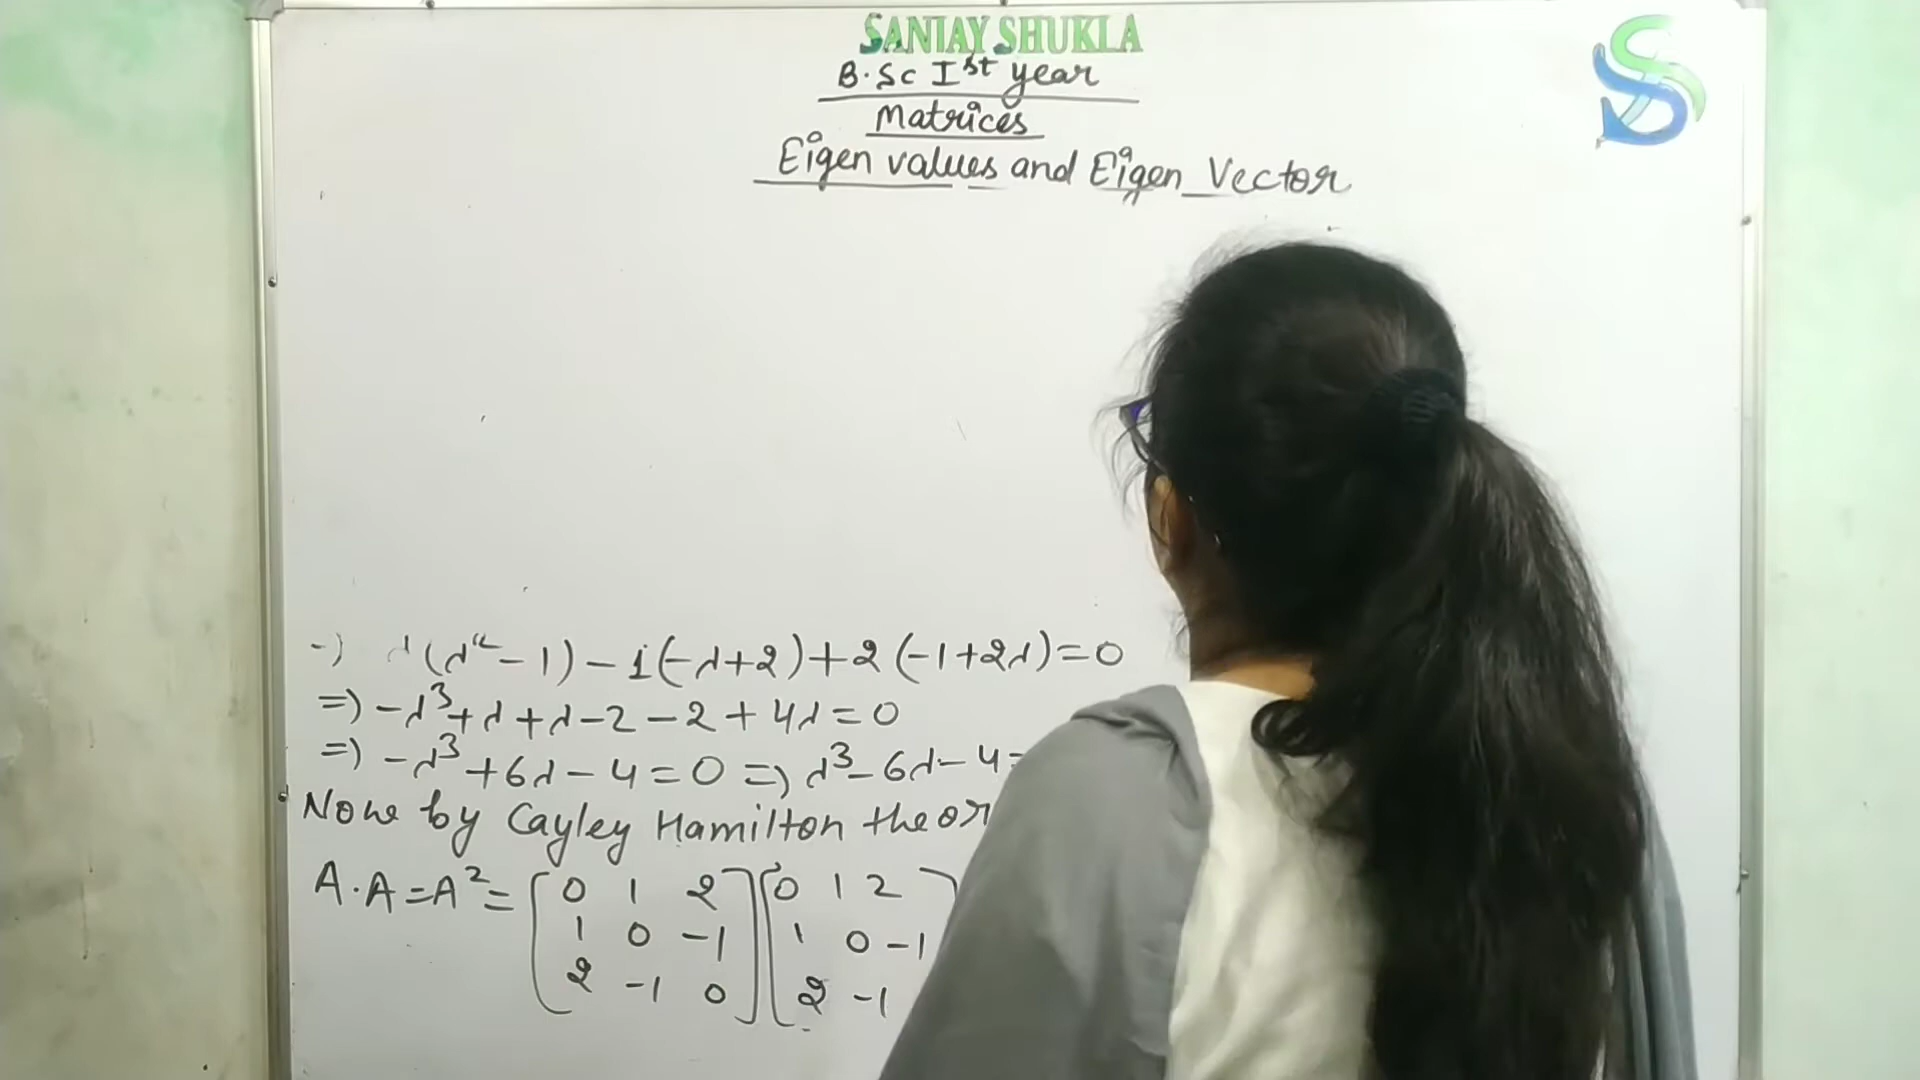 SANJAY SHUKLA
B.Sc Ist year
Matrices
Eigen values and Eigen Vector
λ(λ²-1)-1(-λ+2)+2(-1+2λ)=0
=) -λ³+λ+λ-2-2+4λ=0
=) -λ³+6λ-4=0 =) λ³-6λ-4=
Now by Cayley Hamilton theor
A.A=A²= [0 1 2] [0 1 2]
1 0 -1 1 0 -1
2 -1 0 2 -1